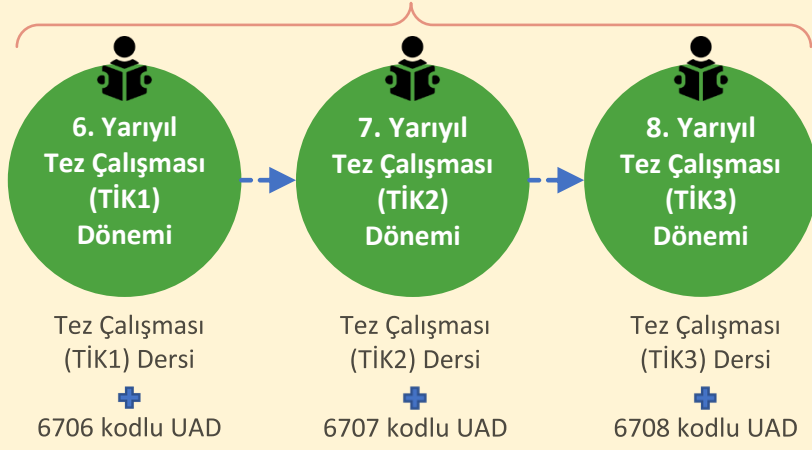 6. Yarıyıl
Tez Çalışması
(TİK1)
Dönemi
7. Yarıyıl
Tez Çalışması
(TİK2)
Dönemi
8. Yarıyıl
Tez Çalışması
(TİK3)
Dönemi
Tez Çalışması
(TİK1) Dersi
6706 kodlu UAD
Tez Çalışması
(TİK2) Dersi
6707 kodlu UAD
Tez Çalışması
(TİK3) Dersi
6708 kodlu UAD